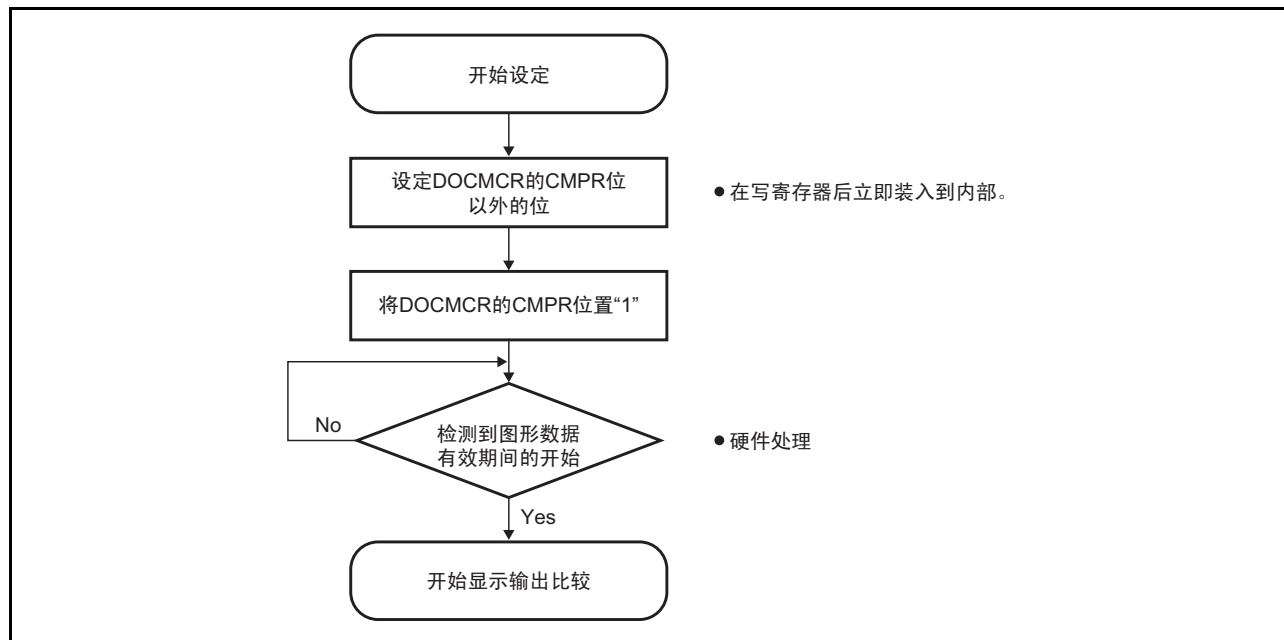 开始设定
设定DOCMCR的CMPR位
以外的位
● 在写寄存器后立即装入到内部。
将DOCMCR的CMPR位置“1”
No
检测到图形数据
有效期间的开始
● 硬件处理
Yes
开始显示输出比较